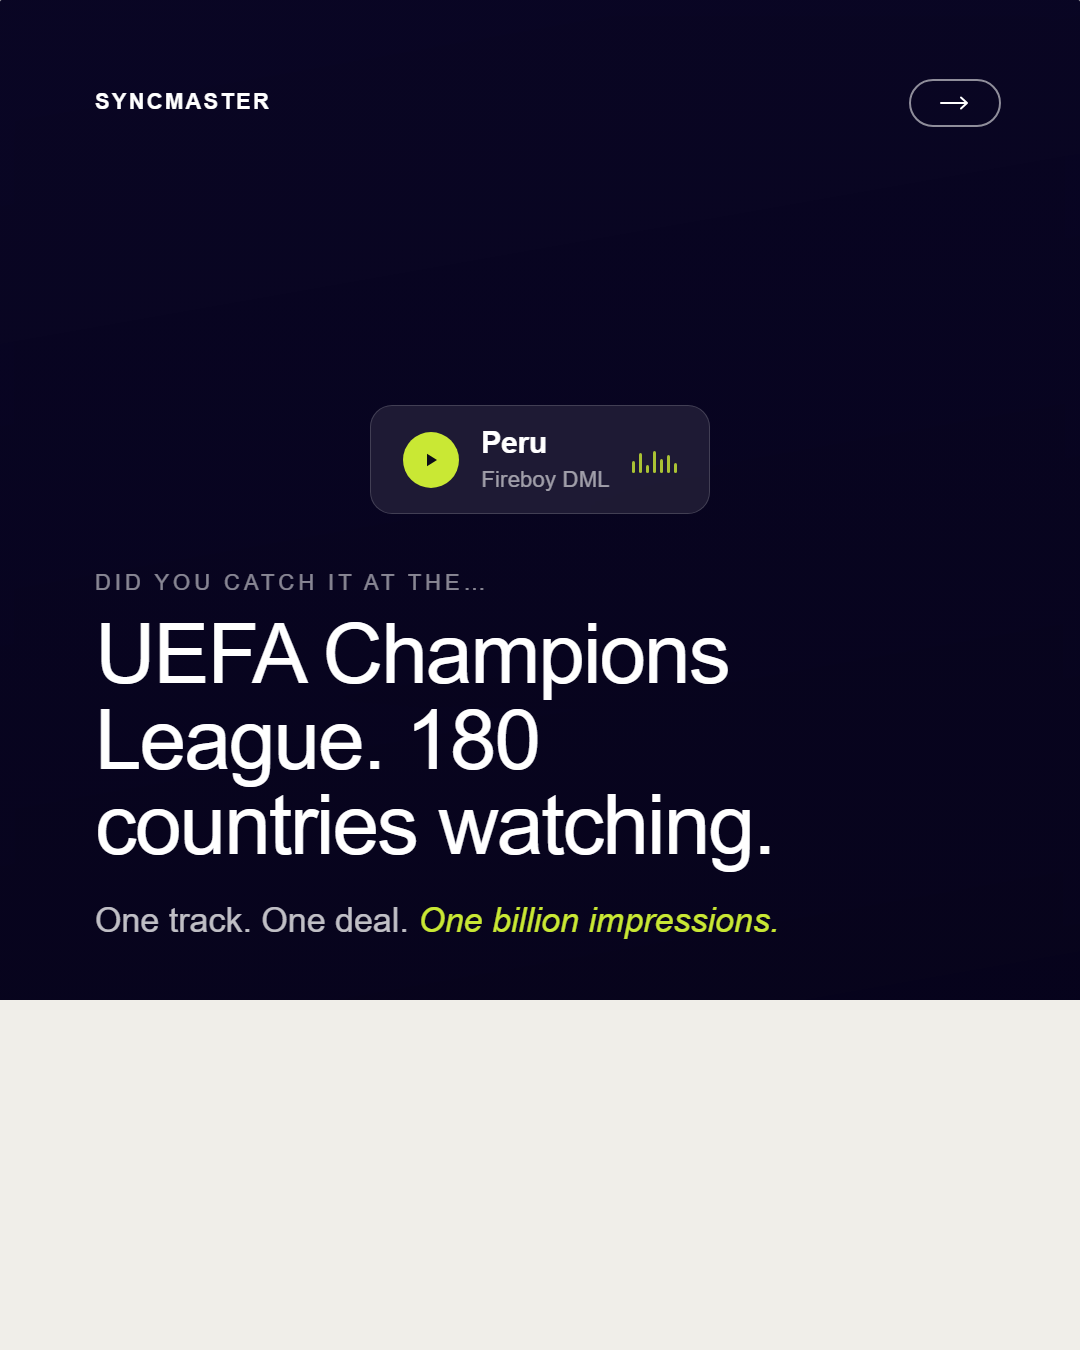 SYNCMASTER
Peru
Fireboy DML
DID YOU CATCH IT AT THE...
UEFA Champions
League. 180
countries watching.
One track. One deal. One billion impressions.